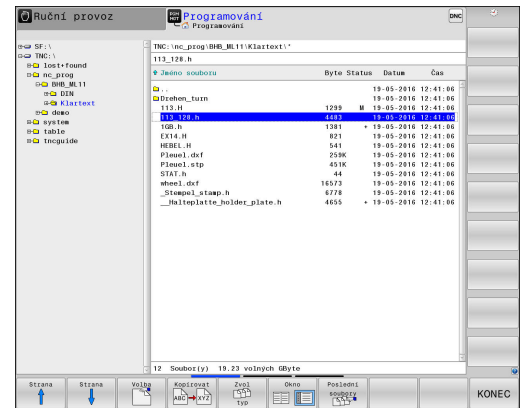 Ruční provoz
PGM
MGT
Programování
Programování
DNC
SF:\
TNC:\
lost+found
nc_prog
BHB_ML11
DIN
Klartext
demo
system
table
tncguide
TNC:\nc_prog\BHB_ML11\Klartext\*
113_128.h
Jméno souboru Byte Status Datum Čas
.. 19-05-2016 12:41:06
Drehen_turn 19-05-2016 12:41:06
113.H 1299 M 19-05-2016 12:41:06
113_128.h 4483 19-05-2016 12:41:06
1GB.h 1381 + 19-05-2016 12:41:06
EX14.H 821 19-05-2016 12:41:06
HEBEL.H 541 19-05-2016 12:41:06
Pleuel.dxf 259K 19-05-2016 12:41:06
Pleuel.stp 451K 19-05-2016 12:41:06
STAT.h 44 19-05-2016 12:41:06
wheel.dxf 16573 19-05-2016 12:41:06
_Stempel_stamp.h 6778 19-05-2016 12:41:06
__Halteplatte_holder_plate.h 4655 + 19-05-2016 12:41:06
12 Soubor(y) 19.23 volných GByte
Strana
Strana
Volba
Kopírovat
ABC XYZ
Zvol
typ
Okno
Poslední
soubory
KONEC